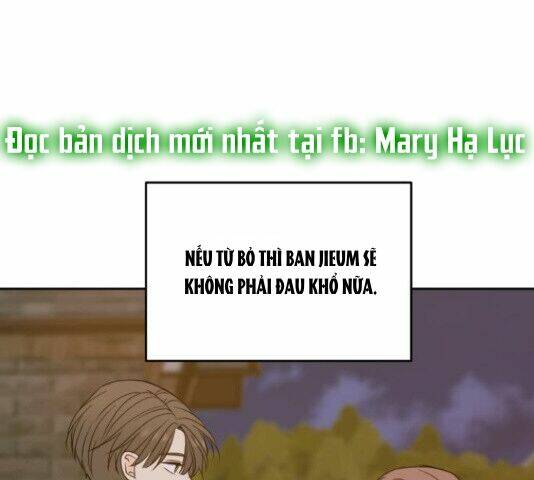 Đọc bản dịch mới nhất tại fb: Mary Hạ Lục
NẾU TỪ BỎ THÌ BAN JIEUM SẼ
KHÔNG PHẢI ĐAU KHỔ NỮA.